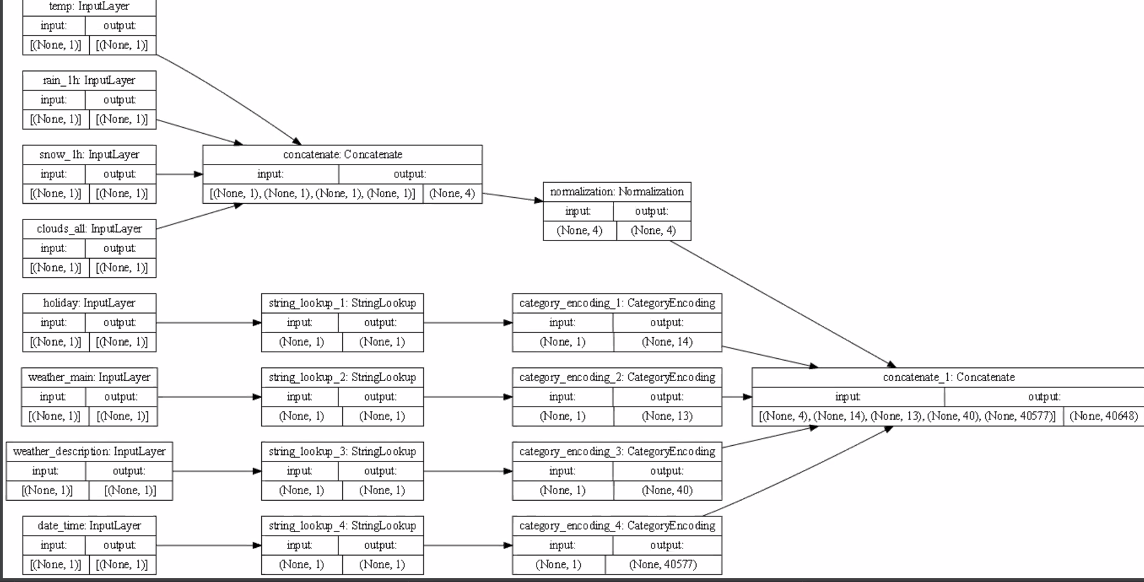 temp: InputLayer
input: output:
[(None, 1)] [(None, 1)]
rain_1h: InputLayer
input: output:
[(None, 1)] [(None, 1)]
snow_1h: InputLayer
input: output:
[(None, 1)] [(None, 1)]
clouds_all: InputLayer
input: output:
[(None, 1)] [(None, 1)]
concatenate: Concatenate
input: output:
[(None, 1), (None, 1), (None, 1), (None, 1)] (None, 4)
normalization: Normalization
input: output:
(None, 4) (None, 4)
holiday: InputLayer
input: output:
[(None, 1)] [(None, 1)]
string_lookup_1: StringLookup
input: output:
(None, 1) (None, 1)
category_encoding_1: CategoryEncoding
input: output:
(None, 1) (None, 14)
weather_main: InputLayer
input: output:
[(None, 1)] [(None, 1)]
string_lookup_2: StringLookup
input: output:
(None, 1) (None, 1)
category_encoding_2: CategoryEncoding
input: output:
(None, 1) (None, 13)
concatenate_1: Concatenate
input: output:
[(None, 4), (None, 14), (None, 13), (None, 40), (None, 40577)] (None, 40648)
weather_description: InputLayer
input: output:
[(None, 1)] [(None, 1)]
string_lookup_3: StringLookup
input: output:
(None, 1) (None, 1)
category_encoding_3: CategoryEncoding
input: output:
(None, 1) (None, 40)
date_time: InputLayer
input: output:
[(None, 1)] [(None, 1)]
string_lookup_4: StringLookup
input: output:
(None, 1) (None, 1)
category_encoding_4: CategoryEncoding
input: output:
(None, 1) (None, 40577)